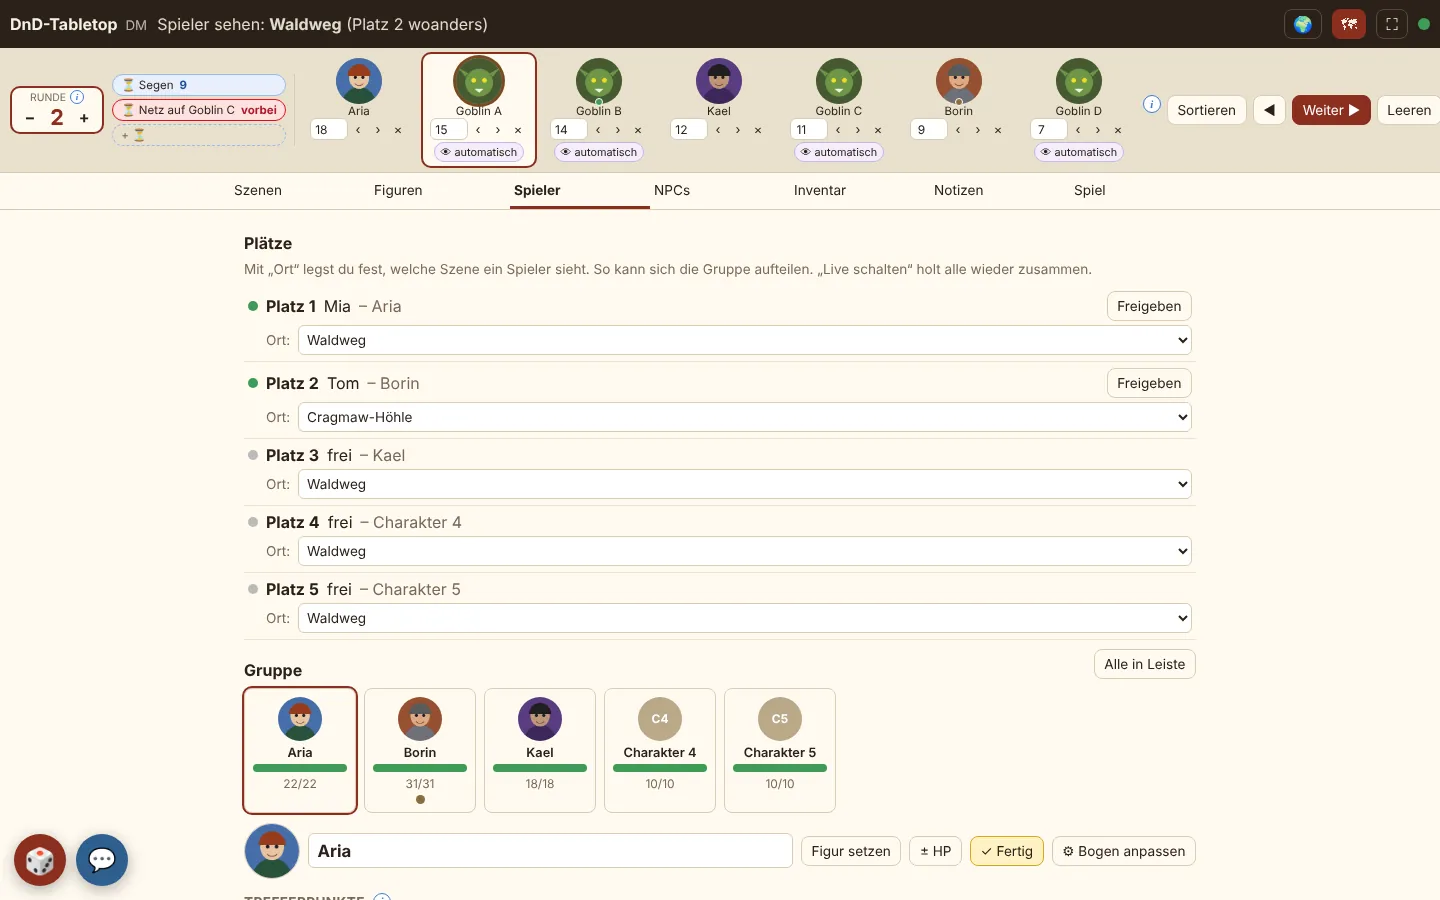 DnD-Tabletop DM Spieler sehen: Waldweg (Platz 2 woanders)
RUNDE i
− 2 +
Segen 9
Netz auf Goblin C vorbei
+
Aria
18 ‹ › ×
Goblin A
15 ‹ › ×
automatisch
Goblin B
14 ‹ › ×
automatisch
Kael
12 ‹ › ×
Goblin C
11 ‹ › ×
automatisch
Borin
9 ‹ › ×
Goblin D
7 ‹ › ×
automatisch
i Sortieren ◀ Weiter ▶ Leeren
Szenen Figuren Spieler NPCs Inventar Notizen Spiel
Plätze
Mit „Ort“ legst du fest, welche Szene ein Spieler sieht. So kann sich die Gruppe aufteilen. „Live schalten“ holt alle wieder zusammen.
Platz 1 Mia – Aria Freigeben
Ort: Waldweg
Platz 2 Tom – Borin Freigeben
Ort: Cragmaw-Höhle
Platz 3 frei – Kael
Ort: Waldweg
Platz 4 frei – Charakter 4
Ort: Waldweg
Platz 5 frei – Charakter 5
Ort: Waldweg
Gruppe Alle in Leiste
C4 C5
Aria Borin Kael Charakter 4 Charakter 5
22/22 31/31 18/18 10/10 10/10
Aria Figur setzen ± HP ✓ Fertig ⚙ Bogen anpassen
TREFFERPUNKTE i